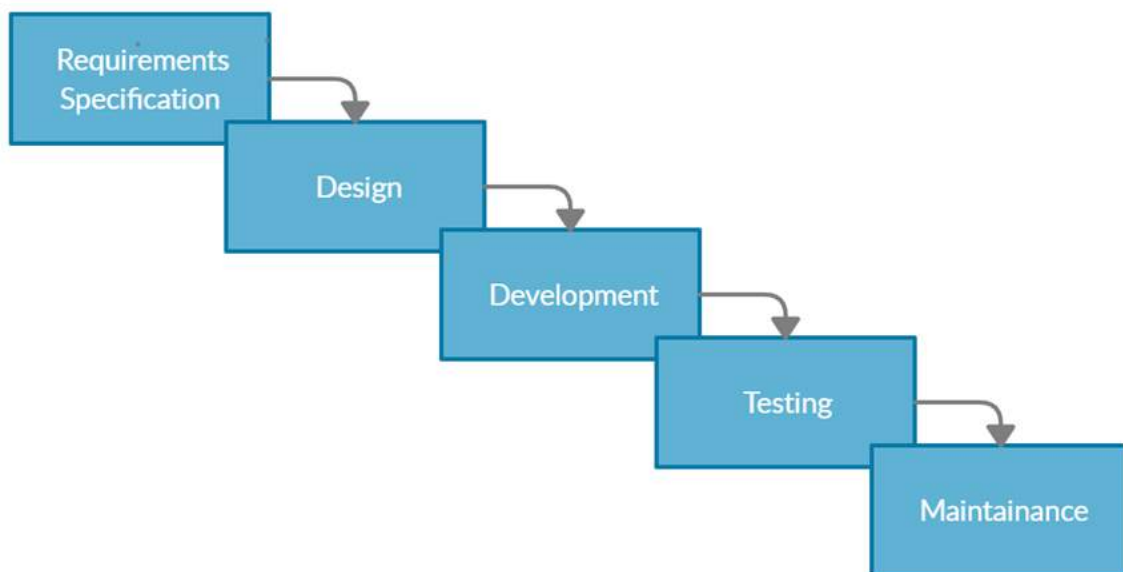 Requirements
Specification
Design
Development
Testing
Maintainance